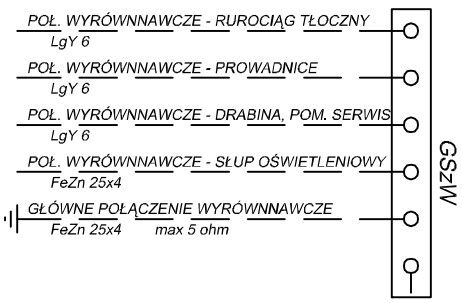 POŁ. WYRÓWNNAWCZE - RUROCIĄG TŁOCZNY
LgY 6
POŁ. WYRÓWNNAWCZE - PROWADNICE
LgY 6
POŁ. WYRÓWNNAWCZE - DRABINA, POM. SERWIS
LgY 6
POŁ. WYRÓWNNAWCZE - SŁUP OŚWIETLENIOWY
FeZn 25x4
GŁÓWNE POŁĄCZENIE WYRÓWNNAWCZE
FeZn 25x4 max 5 ohm
GSzW